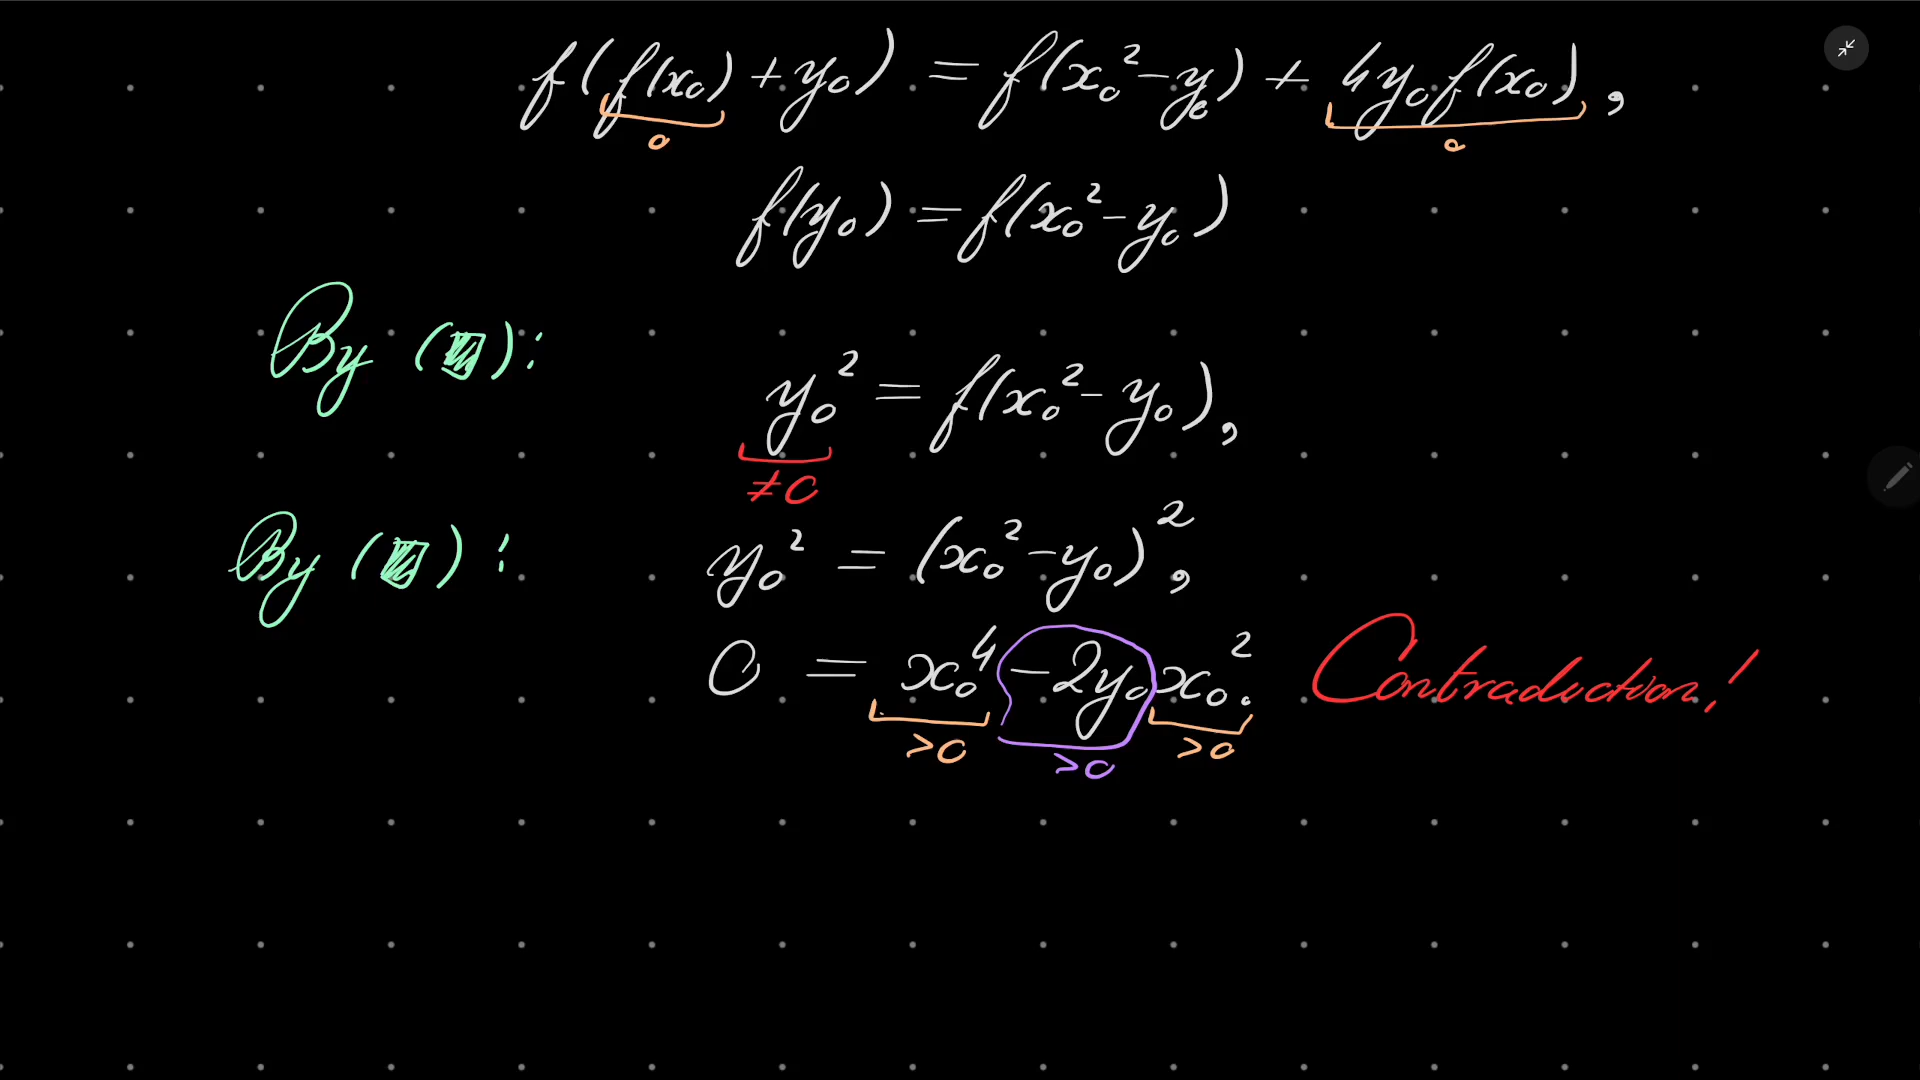 f(f(x₀)+y₀) = f(x₀²-y₀) + 4y₀f(x₀),
0 0
f(y₀) = f(x₀²-y₀)
By (▨):
y₀² = f(x₀²-y₀),
≠0
By (▨):
y₀² = (x₀²-y₀)²,
0 = x₀⁴-2y₀x₀². Contradiction!
>0 >0 >0